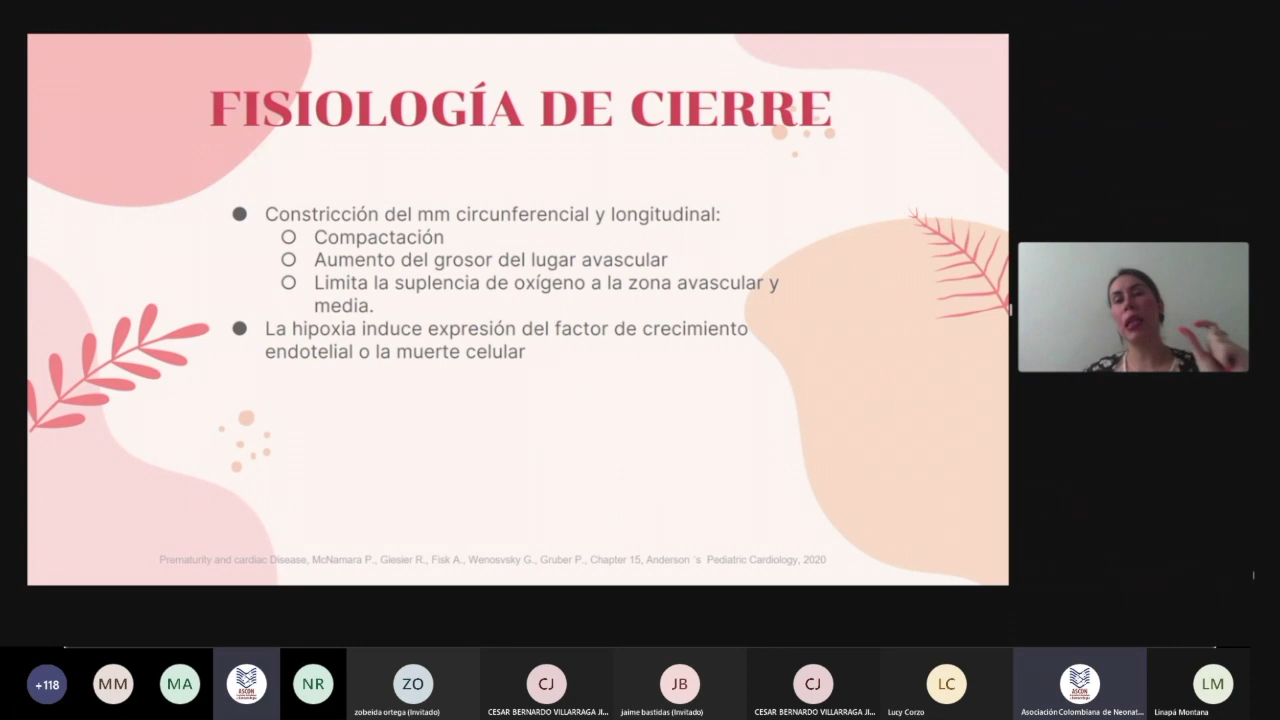 FISIOLOGÍA DE CIERRE
Constricción del mm circunferencial y longitudinal:
Compactación
Aumento del grosor del lugar avascular
Limita la suplencia de oxígeno a la zona avascular y
media.
La hipoxia induce expresión del factor de crecimiento
endotelial o la muerte celular
Prematurity and cardiac Disease, McNamara P., Giesier R., Fisk A., Wenosvsky G., Gruber P., Chapter 15, Anderson ´s Pediatric Cardiology, 2020
+118
MM
MA
ASCON
NR
ZO
CJ
JB
CJ
LC
ASCON
LM
zobeida ortega (Invitado)
CESAR BERNARDO VILLARRAGA JI...
jaime bastidas (Invitado)
CESAR BERNARDO VILLARRAGA JI...
Lucy Corzo
Asociación Colombiana de Neonat...
Linapá Montana